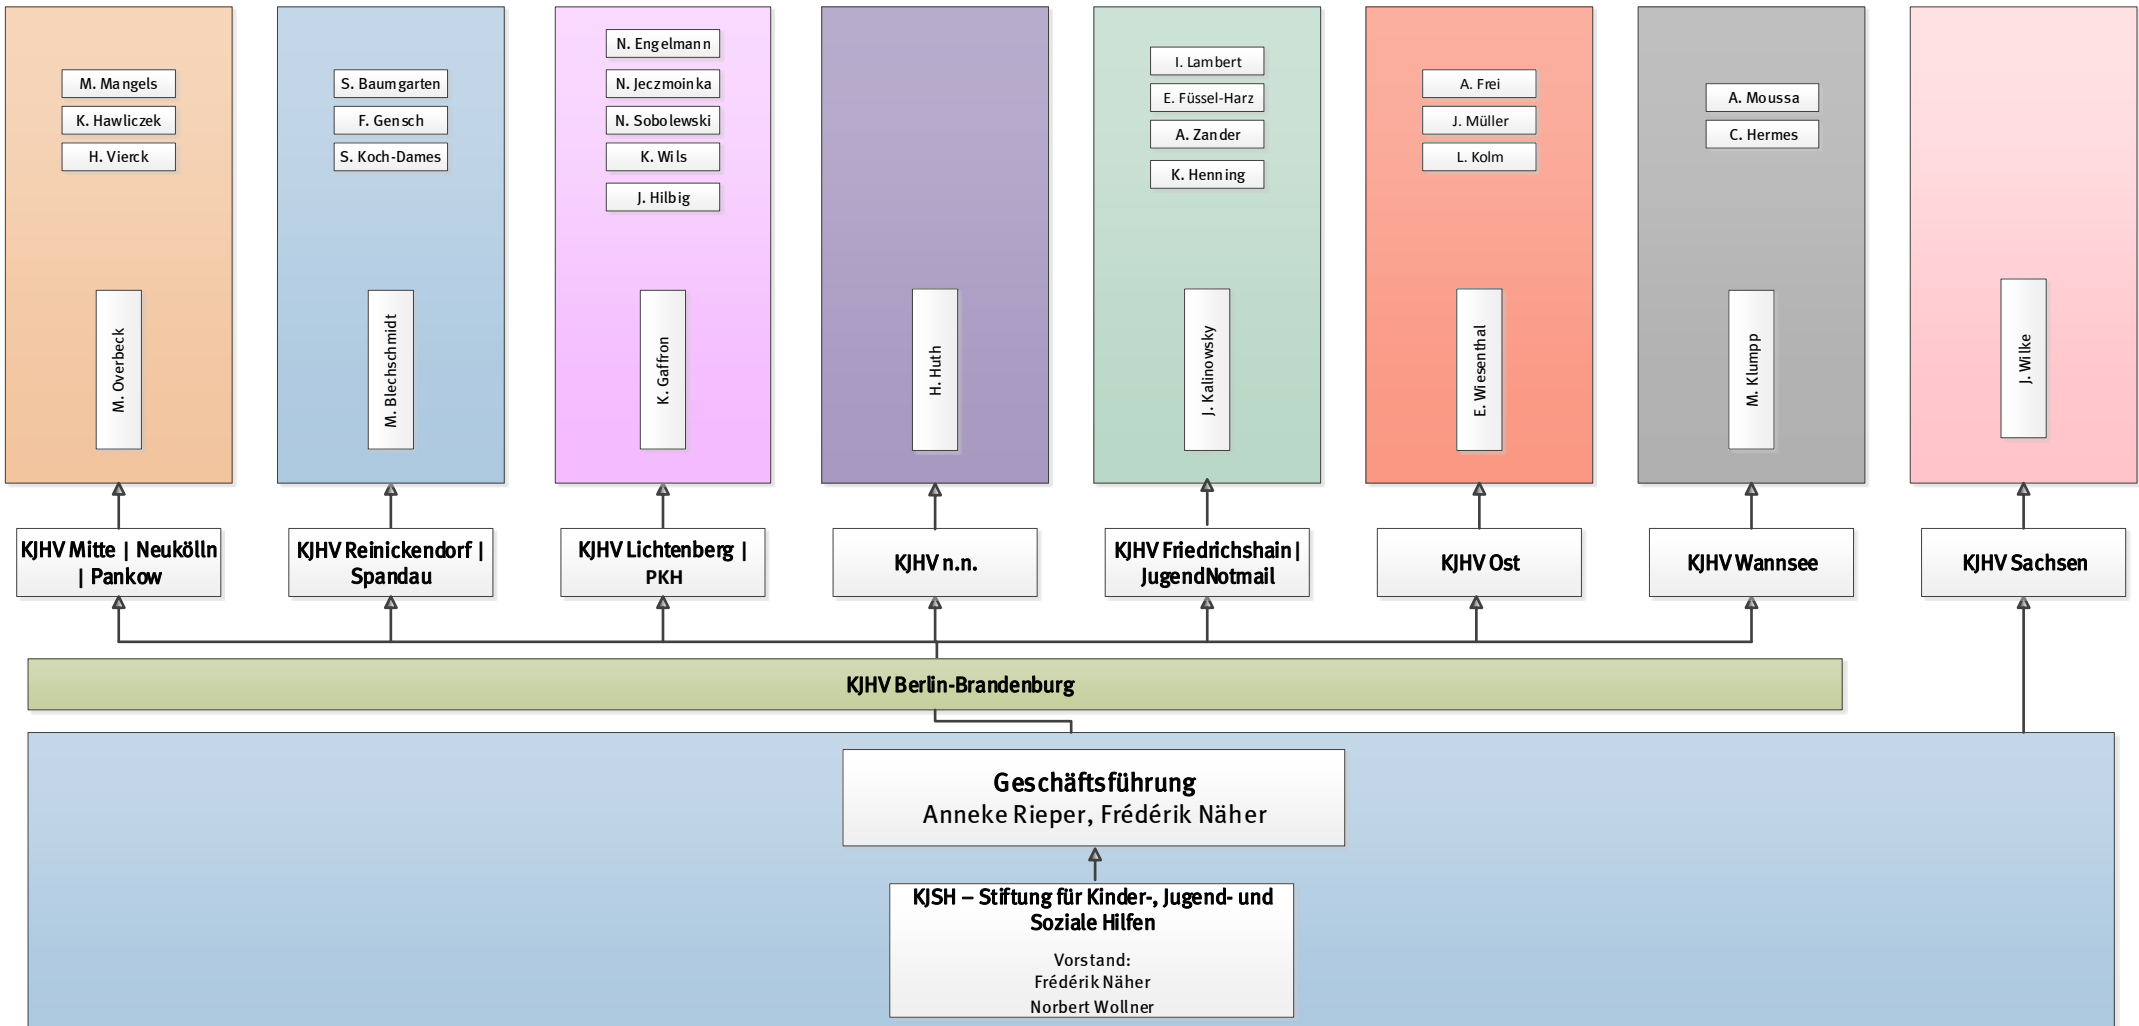 M. Mangels
K. Hawliczek
H. Vierck
M. Overbeck
S. Baumgarten
F. Gensch
S. Koch-Dames
M. Blechschmidt
N. Engelmann
N. Jeczmoinka
N. Sobolewski
K. Wils
J. Hilbig
K. Gaffron
H. Huth
I. Lambert
E. Füssel-Harz
A. Zander
K. Henning
J. Kalinowsky
A. Frei
J. Müller
L. Kolm
E. Wiesenthal
A. Moussa
C. Hermes
M. Klumpp
J. Wilke
KJHV Mitte | Neukölln
| Pankow
KJHV Reinickendorf |
Spandau
KJHV Lichtenberg |
PKH
KJHV n.n.
KJHV Friedrichshain |
JugendNotmail
KJHV Ost
KJHV Wannsee
KJHV Sachsen
KJHV Berlin-Brandenburg
Geschäftsführung
Anneke Rieper, Frédérik Näher
KJSH – Stiftung für Kinder-, Jugend- und
Soziale Hilfen
Vorstand:
Frédérik Näher
Norbert Wollner